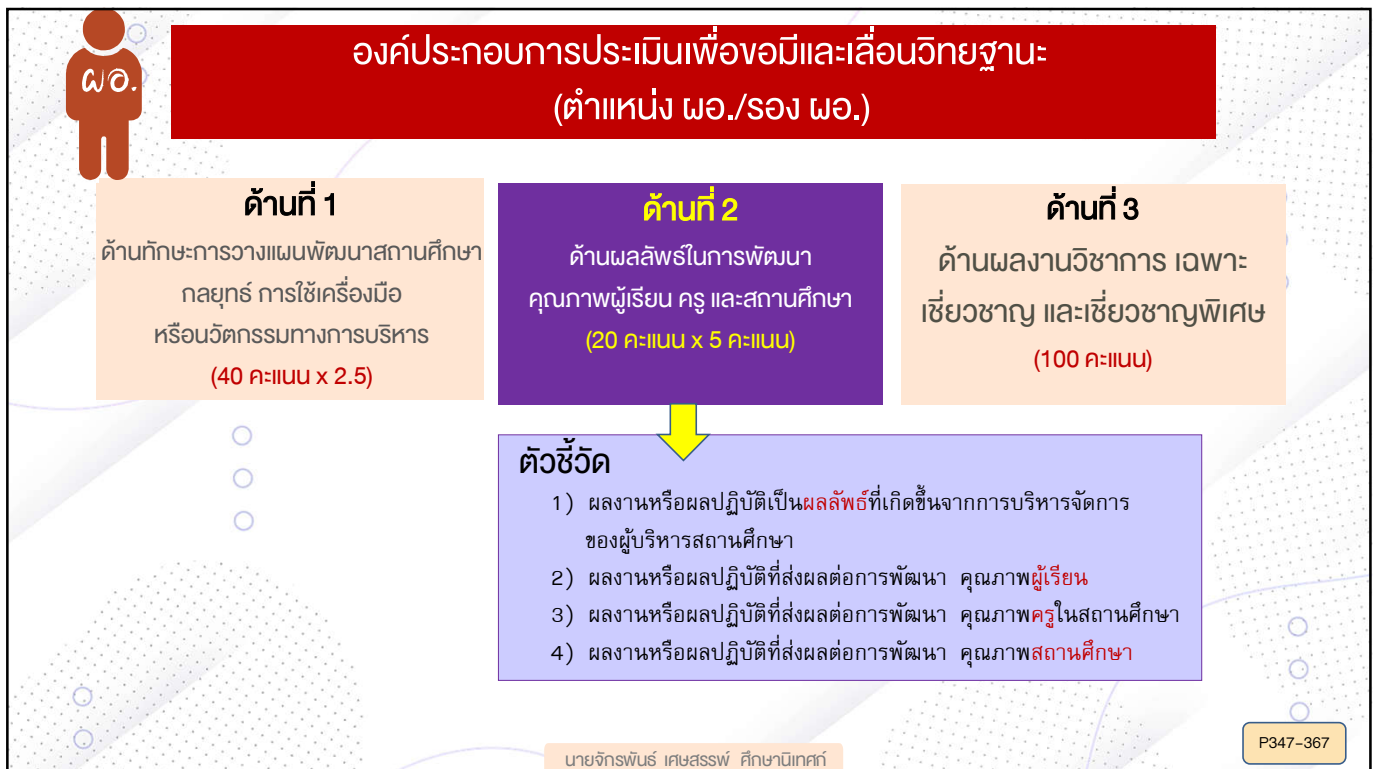 ผอ.
องค์ประกอบการประเมินเพื่อขอมีและเลื่อนวิทยฐานะ
(ตำแหน่ง ผอ./รอง ผอ.)
ด้านที่ 1
ด้านทักษะการวางแผนพัฒนาสถานศึกษา
กลยุทธ์ การใช้เครื่องมือ
หรือนวัตกรรมทางการบริหาร
(40 คะแนน x 2.5)
ด้านที่ 2
ด้านผลลัพธ์ในการพัฒนา
คุณภาพผู้เรียน ครู และสถานศึกษา
(20 คะแนน x 5 คะแนน)
ด้านที่ 3
ด้านผลงานวิชาการ เฉพาะ
เชี่ยวชาญ และเชี่ยวชาญพิเศษ
(100 คะแนน)
ตัวชี้วัด
1) ผลงานหรือผลปฏิบัติเป็นผลลัพธ์ที่เกิดขึ้นจากการบริหารจัดการ
ของผู้บริหารสถานศึกษา
2) ผลงานหรือผลปฏิบัติที่ส่งผลต่อการพัฒนา คุณภาพผู้เรียน
3) ผลงานหรือผลปฏิบัติที่ส่งผลต่อการพัฒนา คุณภาพครูในสถานศึกษา
4) ผลงานหรือผลปฏิบัติที่ส่งผลต่อการพัฒนา คุณภาพสถานศึกษา
นายจักรพันธ์ เศษสรรพ์ ศึกษานิเทศก์
P347-367